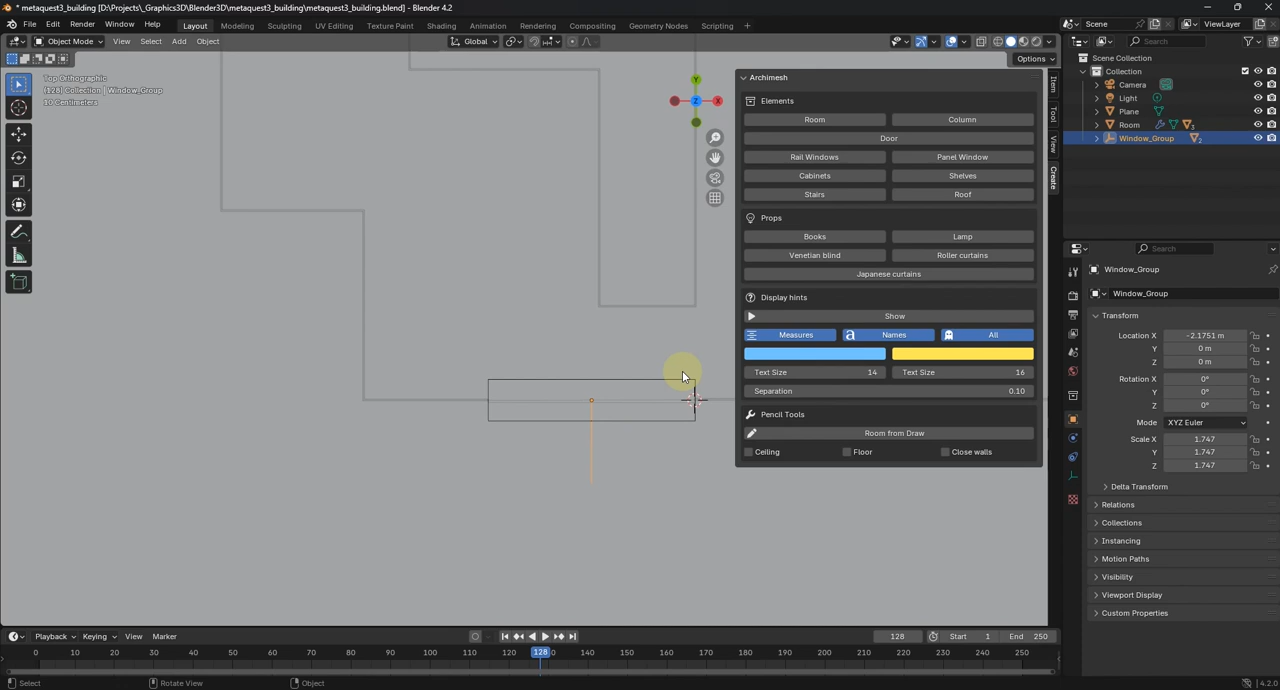 * metaquest3_building [D:\Projects\_Graphics3D\Blender3D\metaquest3_building\metaquest3_building.blend] - Blender 4.2
File Edit Render Window Help Layout Modeling Sculpting UV Editing Texture Paint Shading Animation Rendering Compositing Geometry Nodes Scripting + Scene ViewLayer
Object Mode View Select Add Object Global Search
Options
Top Orthographic
(128) Collection | Window_Group
10 Centimeters
Y
Z X
Archimesh
Elements
Room Column
Door
Rail Windows Panel Window
Cabinets Shelves
Stairs Roof
Props
Books Lamp
Venetian blind Roller curtains
Japanese curtains
Display hints
Show
Measures a Names All
Text Size 14 Text Size 16
Separation 0.10
Pencil Tools
Room from Draw
Ceiling Floor Close walls
Item
Tool
View
Create
Scene Collection
Collection
Camera
Light
Plane
Room 3
Window_Group 2
Search
Window_Group
Window_Group
Transform
Location X -2.1751 m
Y 0 m
Z 0 m
Rotation X 0°
Y 0°
Z 0°
Mode XYZ Euler
Scale X 1.747
Y 1.747
Z 1.747
Delta Transform
Relations
Collections
Instancing
Motion Paths
Visibility
Viewport Display
Custom Properties
Playback Keying View Marker 128 Start 1 End 250
0 10 20 30 40 50 60 70 80 90 100 110 120 128 140 150 160 170 180 190 200 210 220 230 240 250
Select Rotate View Object 4.2.0